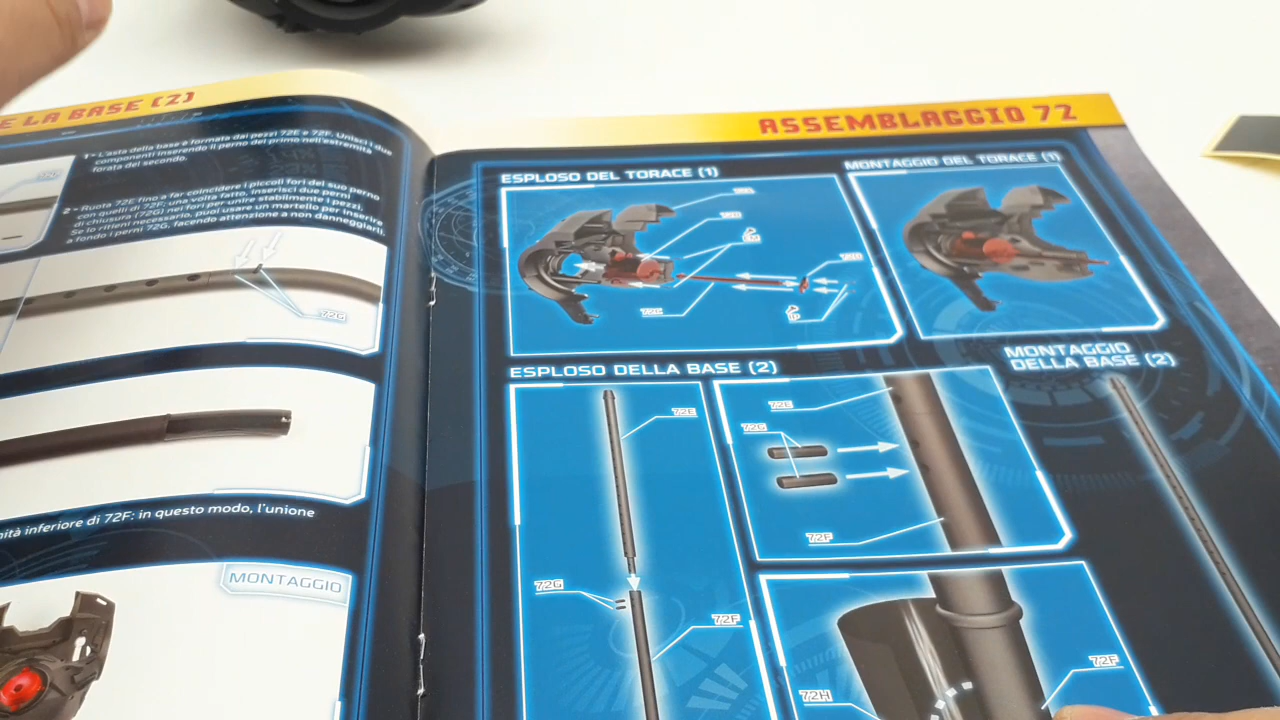 E LA BASE (2)
1 - L'asta della base è formata dai pezzi 72E e 72F. Unisci i due
componenti inserendo il perno del primo nell'estremità
forata del secondo.
2 - Ruota 72E fino a far coincidere i piccoli fori del suo perno
con quelli di 72F; una volta fatto, inserisci due perni
di chiusura (72G) nei fori per unire stabilmente i pezzi.
Se lo ritieni necessario, puoi usare un martello per inserire
a fondo i perni 72G, facendo attenzione a non danneggiarli.
72G
nità inferiore di 72F: in questo modo, l'unione
MONTAGGIO
ASSEMBLAGGIO 72
ESPLOSO DEL TORACE (1)
MONTAGGIO DEL TORACE (1)
ESPLOSO DELLA BASE (2)
MONTAGGIO
DELLA BASE (2)
72E
72G
72F
72E
72G
72F
72H
72F